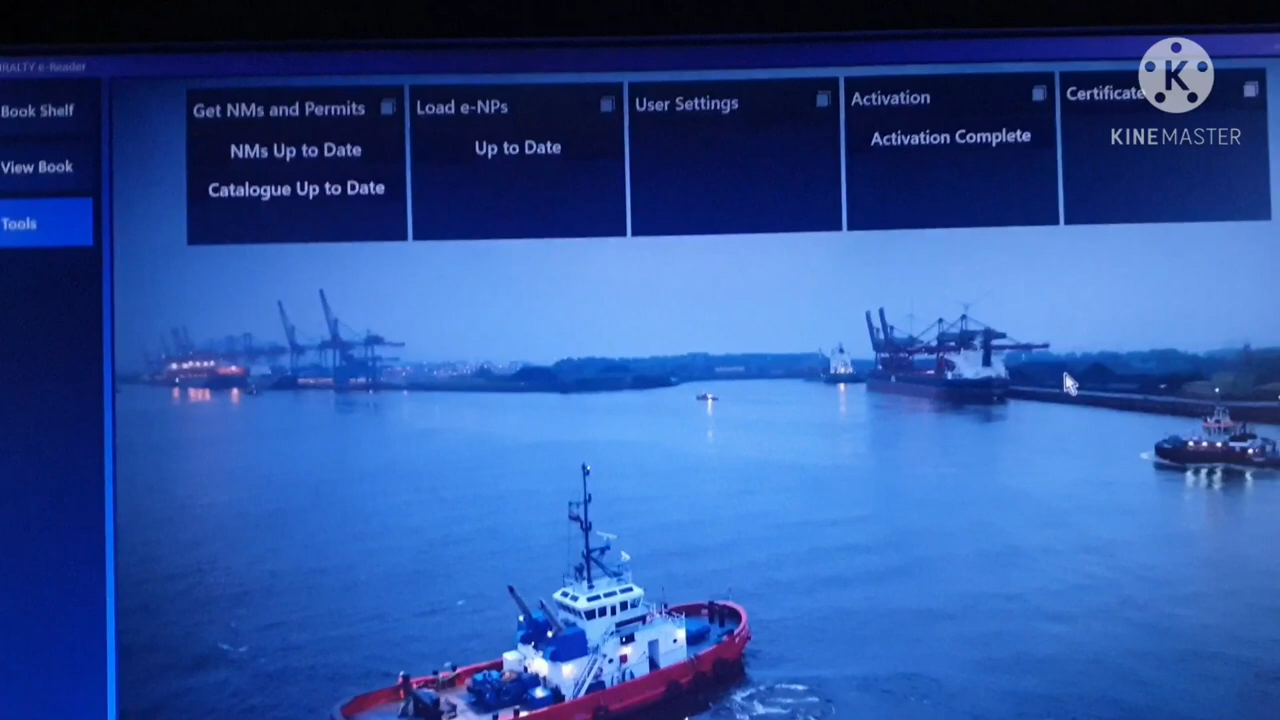 e-Reader
Book Shelf
View Book
Tools
Get NMs and Permits
NMs Up to Date
Catalogue Up to Date
Load e-NPs
Up to Date
User Settings
Activation
Activation Complete
Certificate
K
KINEMASTER